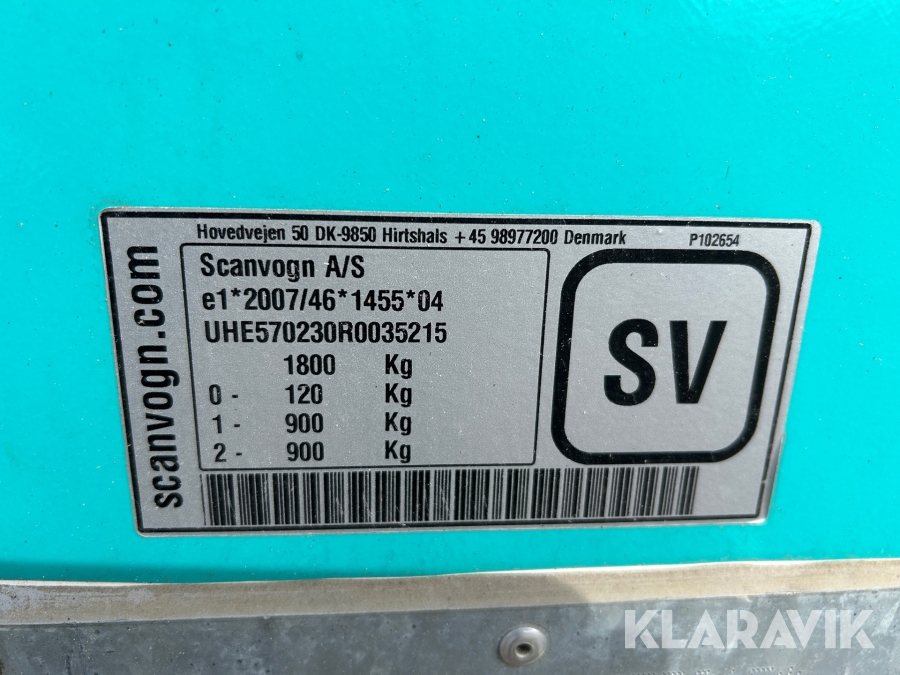 Hovedvejen 50 DK-9850 Hirtshals +45 98977200 Denmark P102654
scanvogn.com
Scanvogn A/S
e1*2007/46*1455*04
UHE570230R0035215
1800 Kg
0 - 120 Kg
1 - 900 Kg
2 - 900 Kg
SV
KLARAVIK